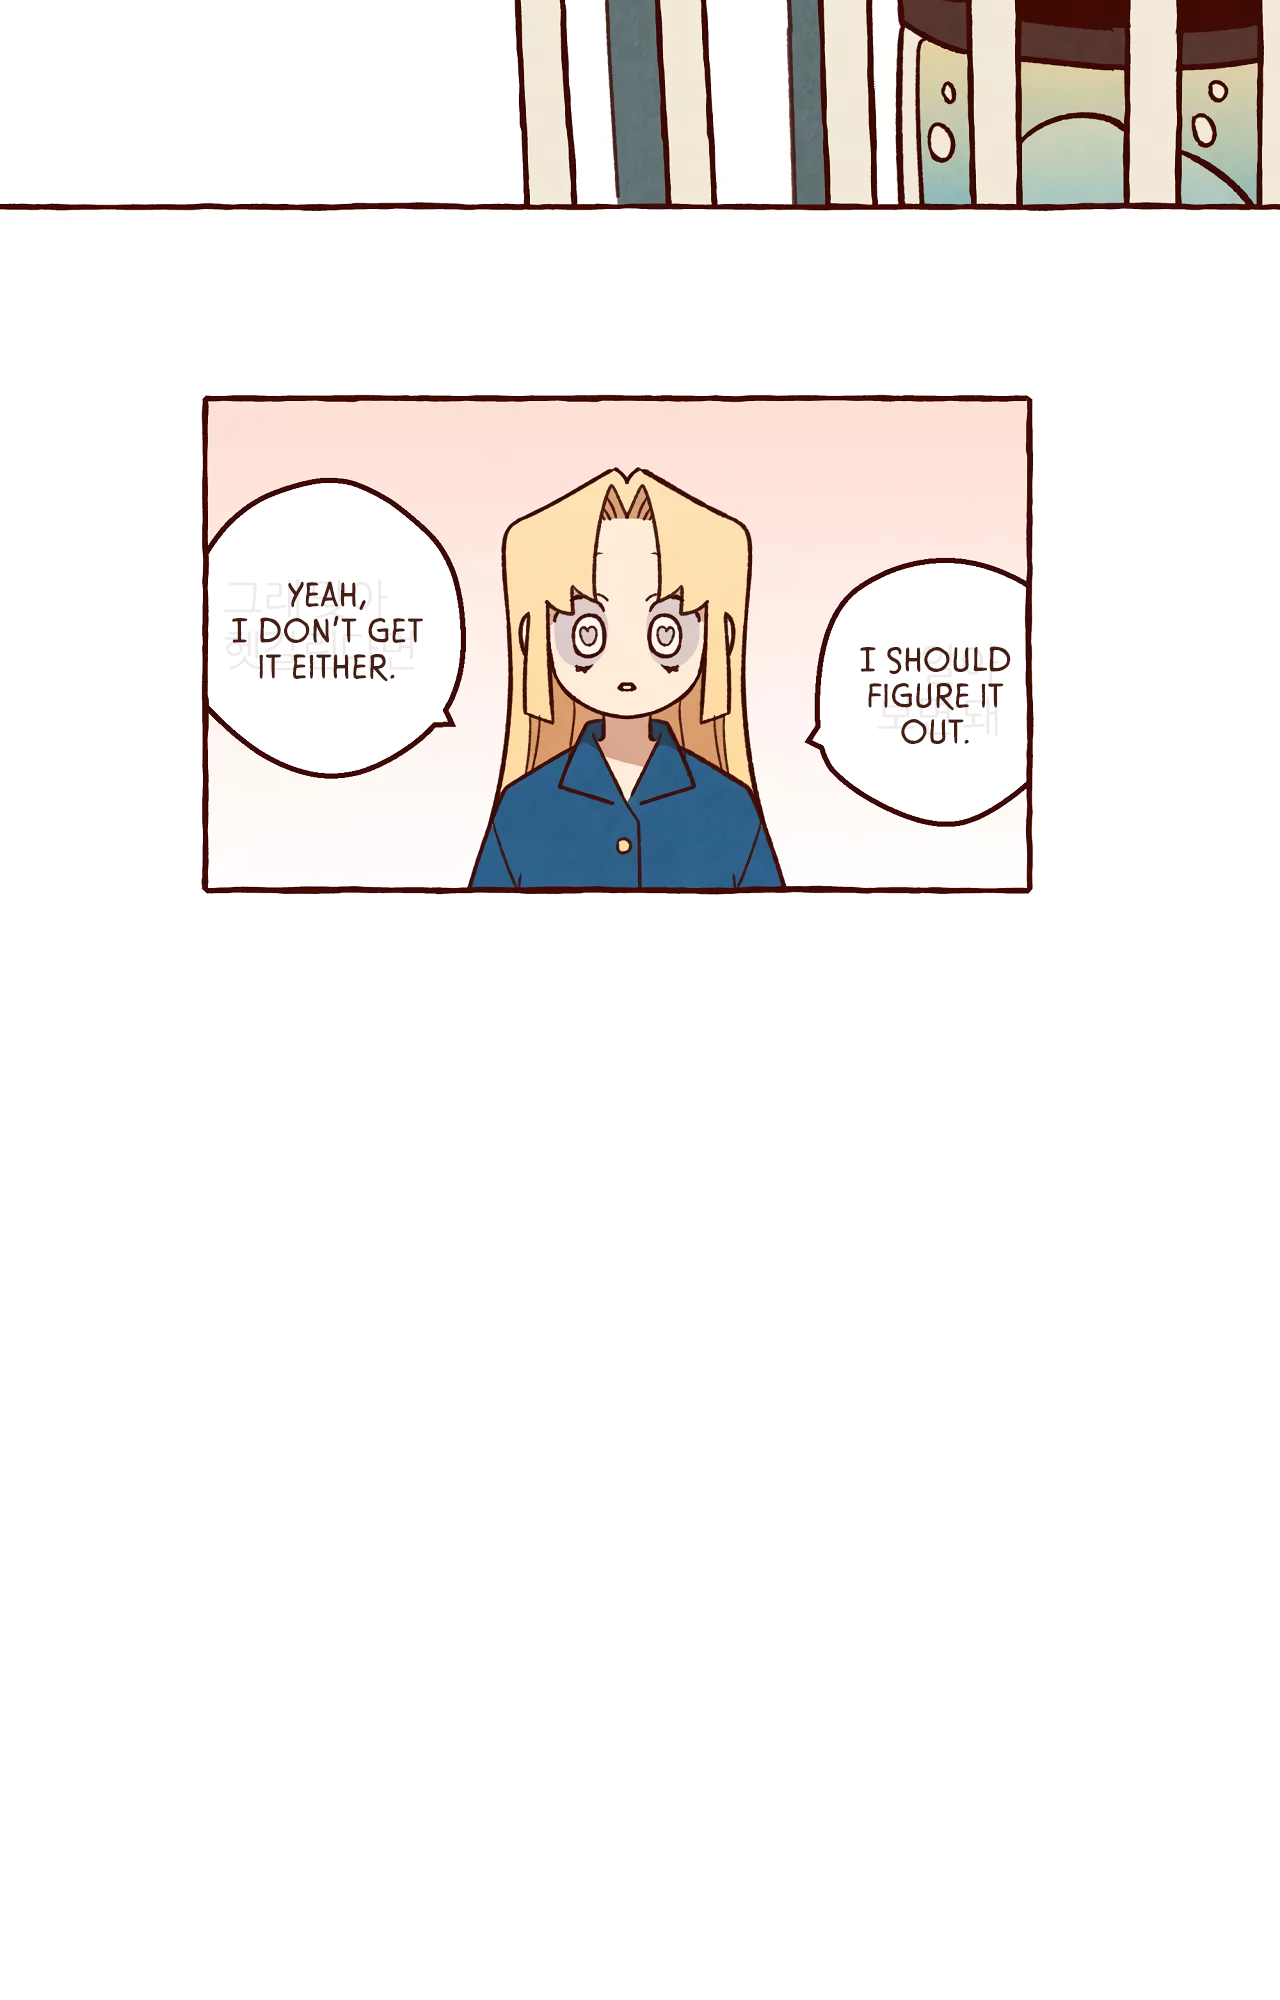 YEAH,
I DON'T GET
IT EITHER.
I SHOULD
FIGURE IT
OUT.